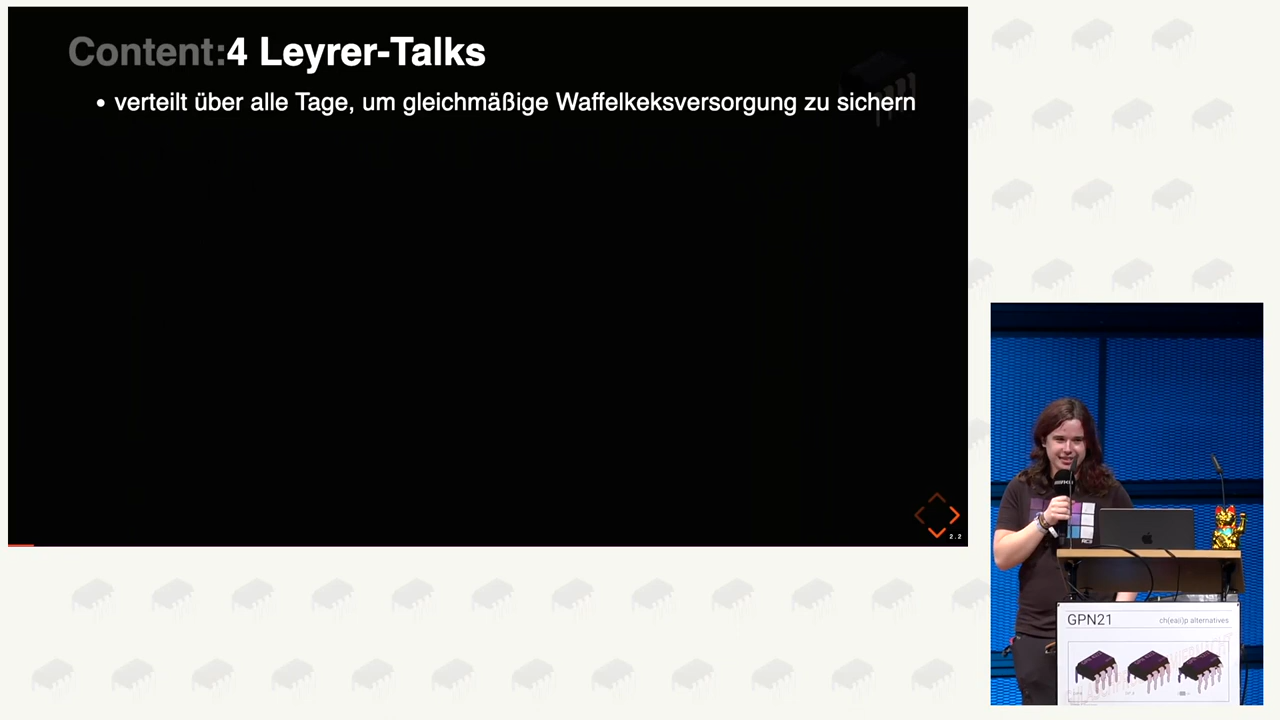 Content:4 Leyrer-Talks
• verteilt über alle Tage, um gleichmäßige Waffelkeksversorgung zu sichern
2.2
GPN21
ch(ea(i)p alternatives